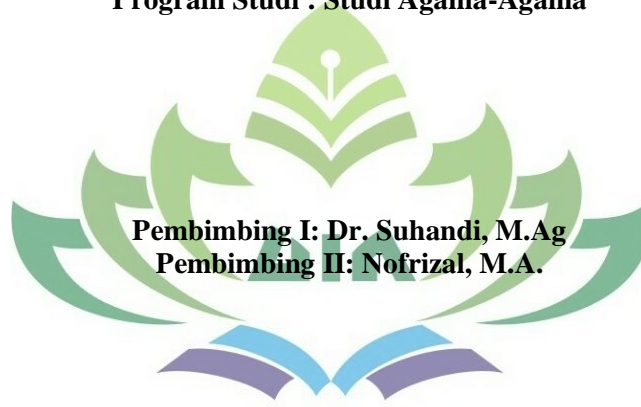 Program Studi : Studi Agama-Agama
Pembimbing I: Dr. Suhandi, M.Ag
Pembimbing II: Nofrizal, M.A.